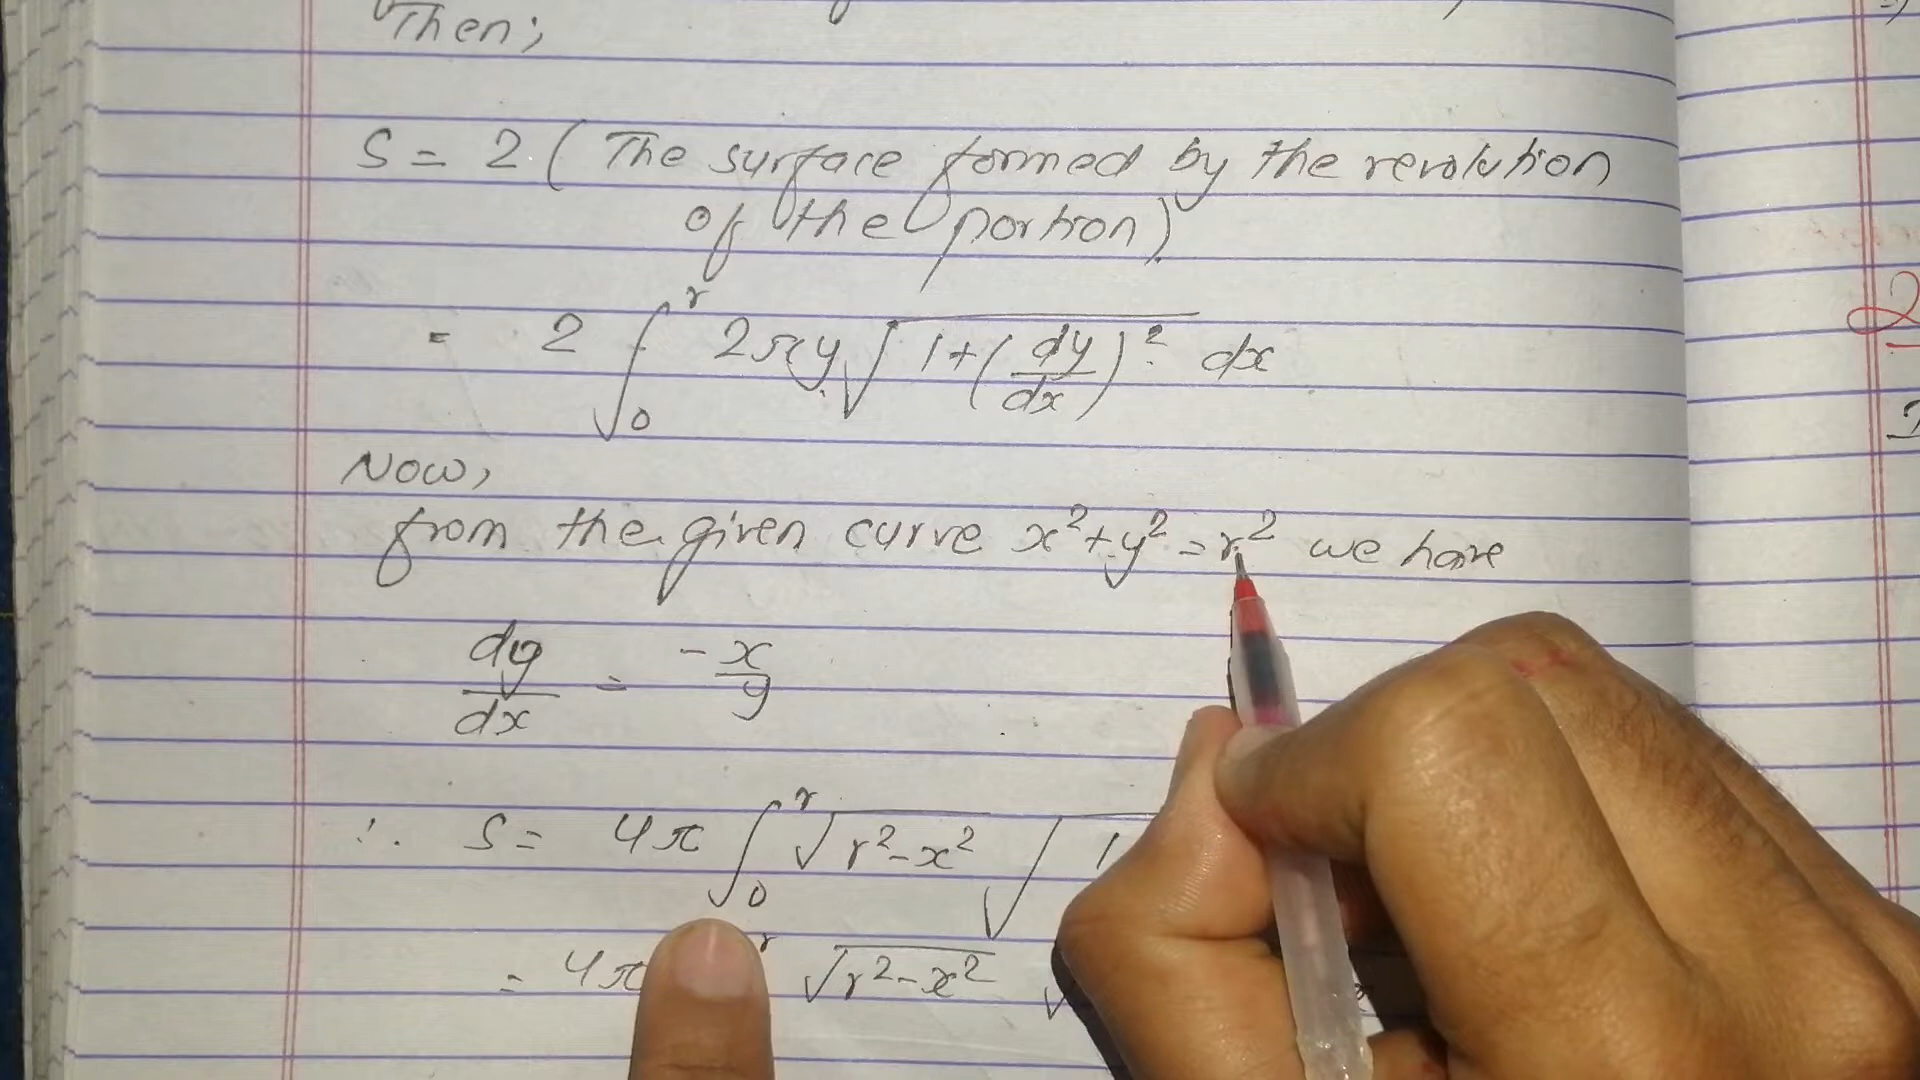 Then;
S = 2 ( The surface formed by the revolution
of the portion)
= 2 ∫₀ʳ 2πy √(1+(dy/dx)²) dx
Now,
from the given curve x²+y² = r² we have
dy/dx = -x/y
∴ S = 4π ∫₀ʳ √(r²-x²) √ 1
= 4π r √(r²-x²) √